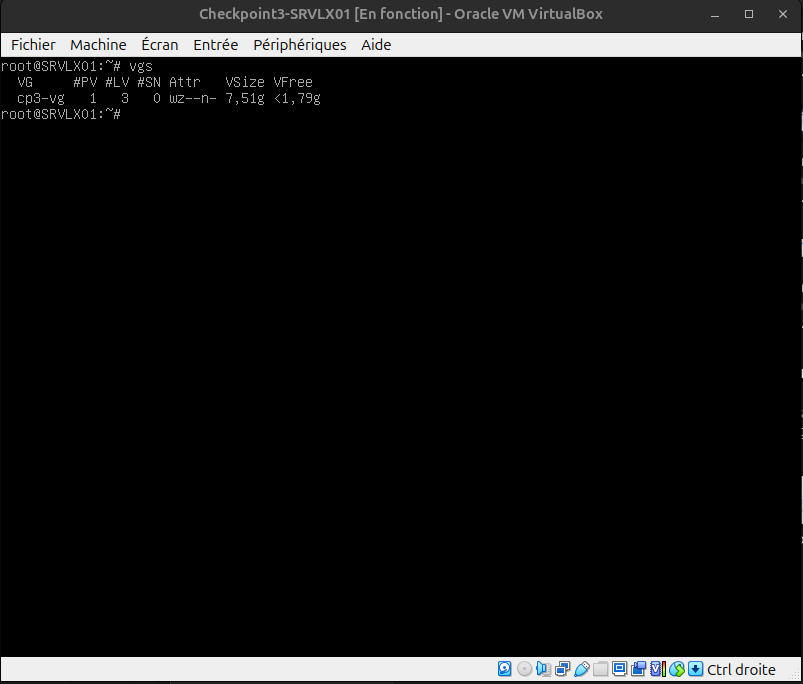 Checkpoint3-SRVLX01 [En fonction] - Oracle VM VirtualBox
Fichier Machine Écran Entrée Périphériques Aide
root@SRVLX01:~# vgs
VG #PV #LV #SN Attr VSize VFree
cp3-vg 1 3 0 wz--n- 7,51g <1,79g
root@SRVLX01:~#
Ctrl droite